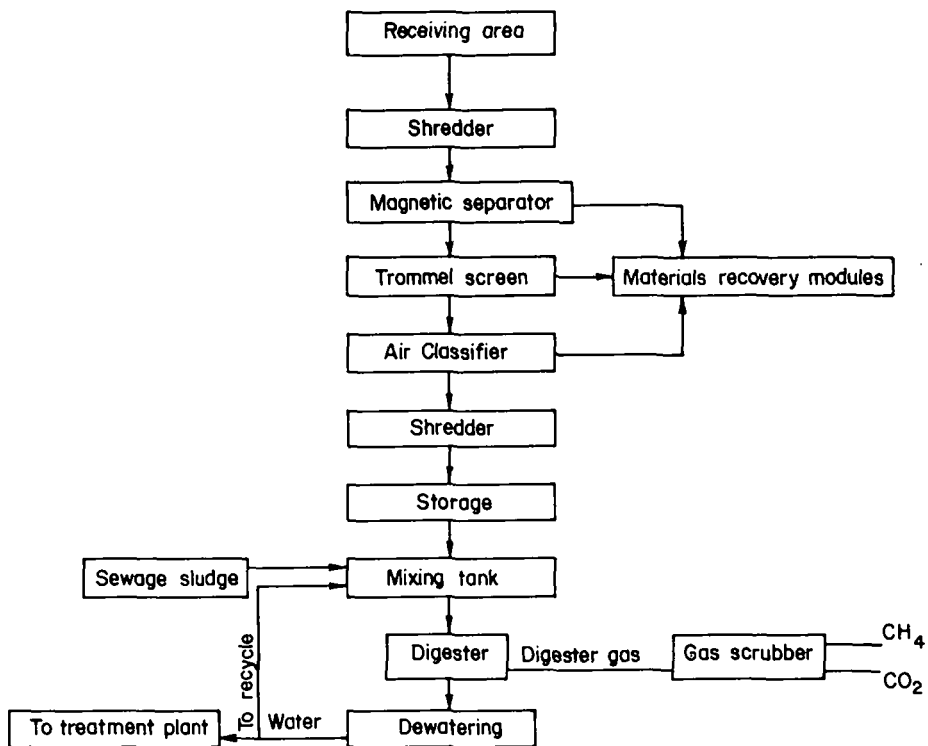 Receiving area
Shredder
Magnetic separator
Trommel screen
Materials recovery modules
Air Classifier
Shredder
Storage
Sewage sludge
Mixing tank
To recycle
Digester
Digester gas
Gas scrubber
CH4
CO2
To treatment plant
Water
Dewatering